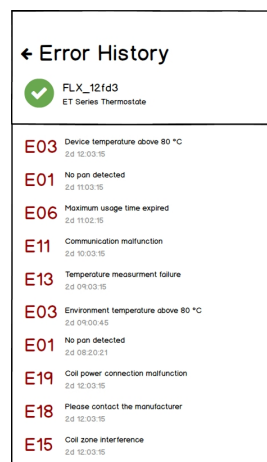 ← Error History
FLX_12fd3
ET Series Thermostate
E03 Device temperature above 80 °C
2d 12:03:15
E01 No pan detected
2d 11:03:15
E06 Maximum usage time expired
2d 11:02:15
E11 Communication malfunction
2d 10:03:15
E13 Temperature measurment failure
2d 09:03:15
E03 Environment temperature above 80 °C
2d 09:00:45
E01 No pan detected
2d 08:20:21
E19 Coil power connection malfunction
2d 12:03:15
E18 Please contact the manufacturer
2d 12:03:15
E15 Coil zone interference
2d 12:03:15